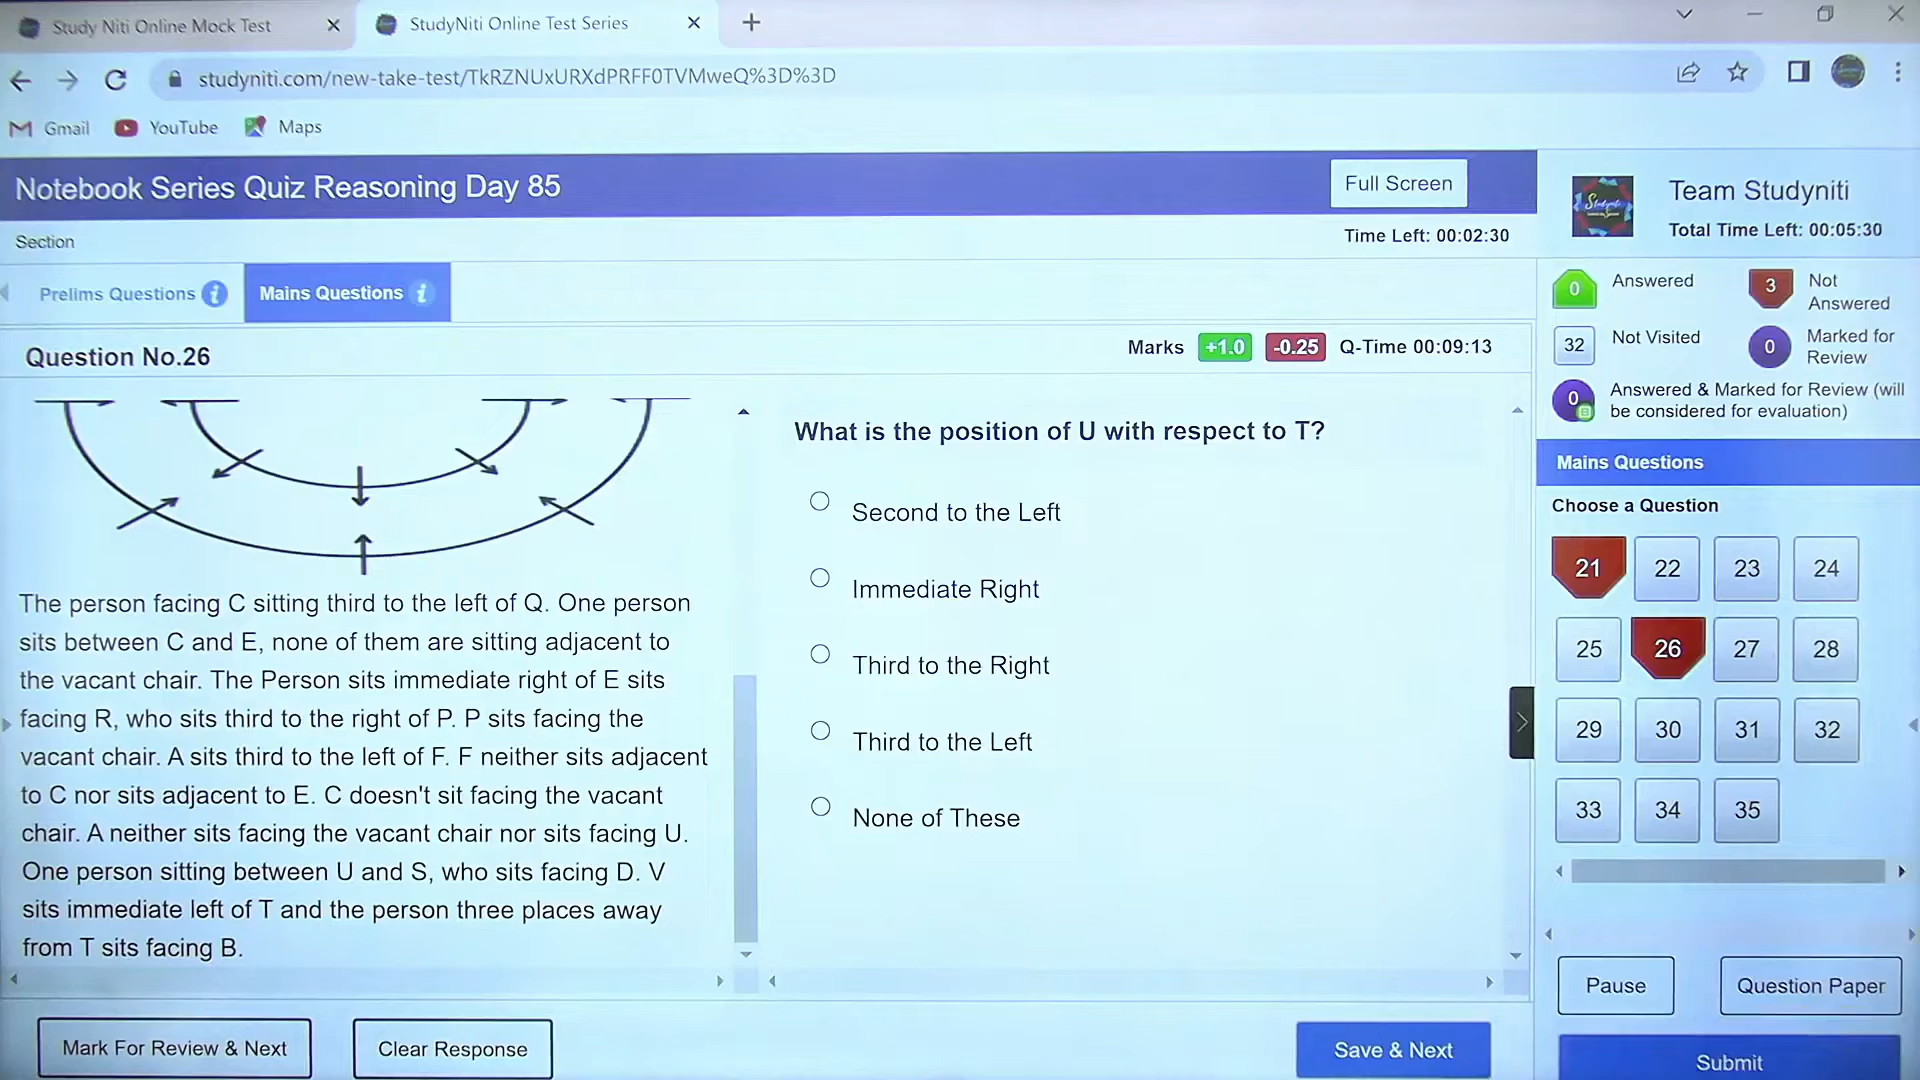 Study Niti Online Mock Test
StudyNiti Online Test Series
studyniti.com/new-take-test/TkRZNUxURXdPRFF0TVMweQ%3D%3D
Gmail
YouTube
Maps
Notebook Series Quiz Reasoning Day 85
Full Screen
Team Studyniti
Total Time Left: 00:05:30
Section
Time Left: 00:02:30
Prelims Questions
Mains Questions
0
Answered
3
Not
Answered
32
Not Visited
0
Marked for
Review
0
Answered & Marked for Review (will
be considered for evaluation)
Question No.26
Marks +1.0 -0.25 Q-Time 00:09:13
The person facing C sitting third to the left of Q. One person
sits between C and E, none of them are sitting adjacent to
the vacant chair. The Person sits immediate right of E sits
facing R, who sits third to the right of P. P sits facing the
vacant chair. A sits third to the left of F. F neither sits adjacent
to C nor sits adjacent to E. C doesn't sit facing the vacant
chair. A neither sits facing the vacant chair nor sits facing U.
One person sitting between U and S, who sits facing D. V
sits immediate left of T and the person three places away
from T sits facing B.
What is the position of U with respect to T?
Second to the Left
Immediate Right
Third to the Right
Third to the Left
None of These
Mains Questions
Choose a Question
21 22 23 24
25 26 27 28
29 30 31 32
33 34 35
Pause
Question Paper
Mark For Review & Next
Clear Response
Save & Next
Submit